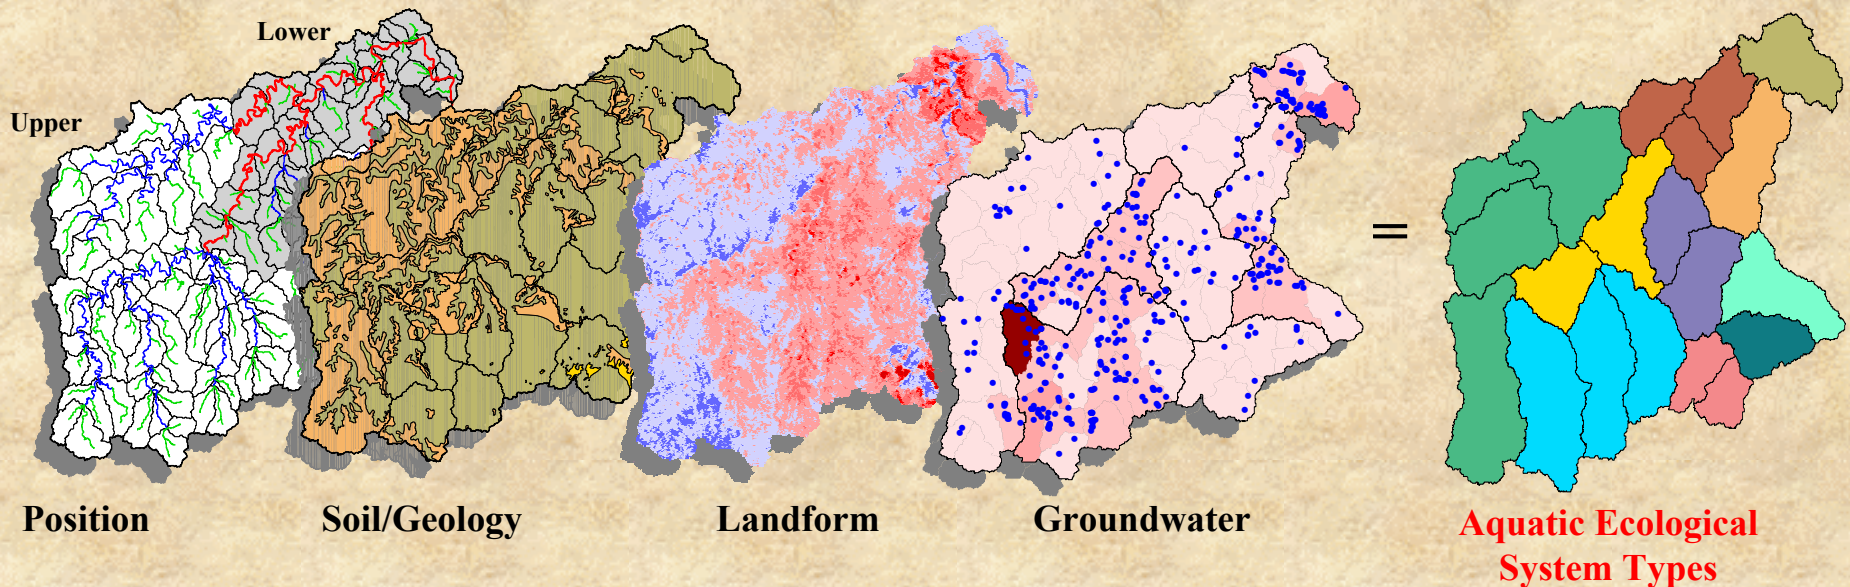 Lower
Upper
=
Position
Soil/Geology
Landform
Groundwater
Aquatic Ecological
System Types